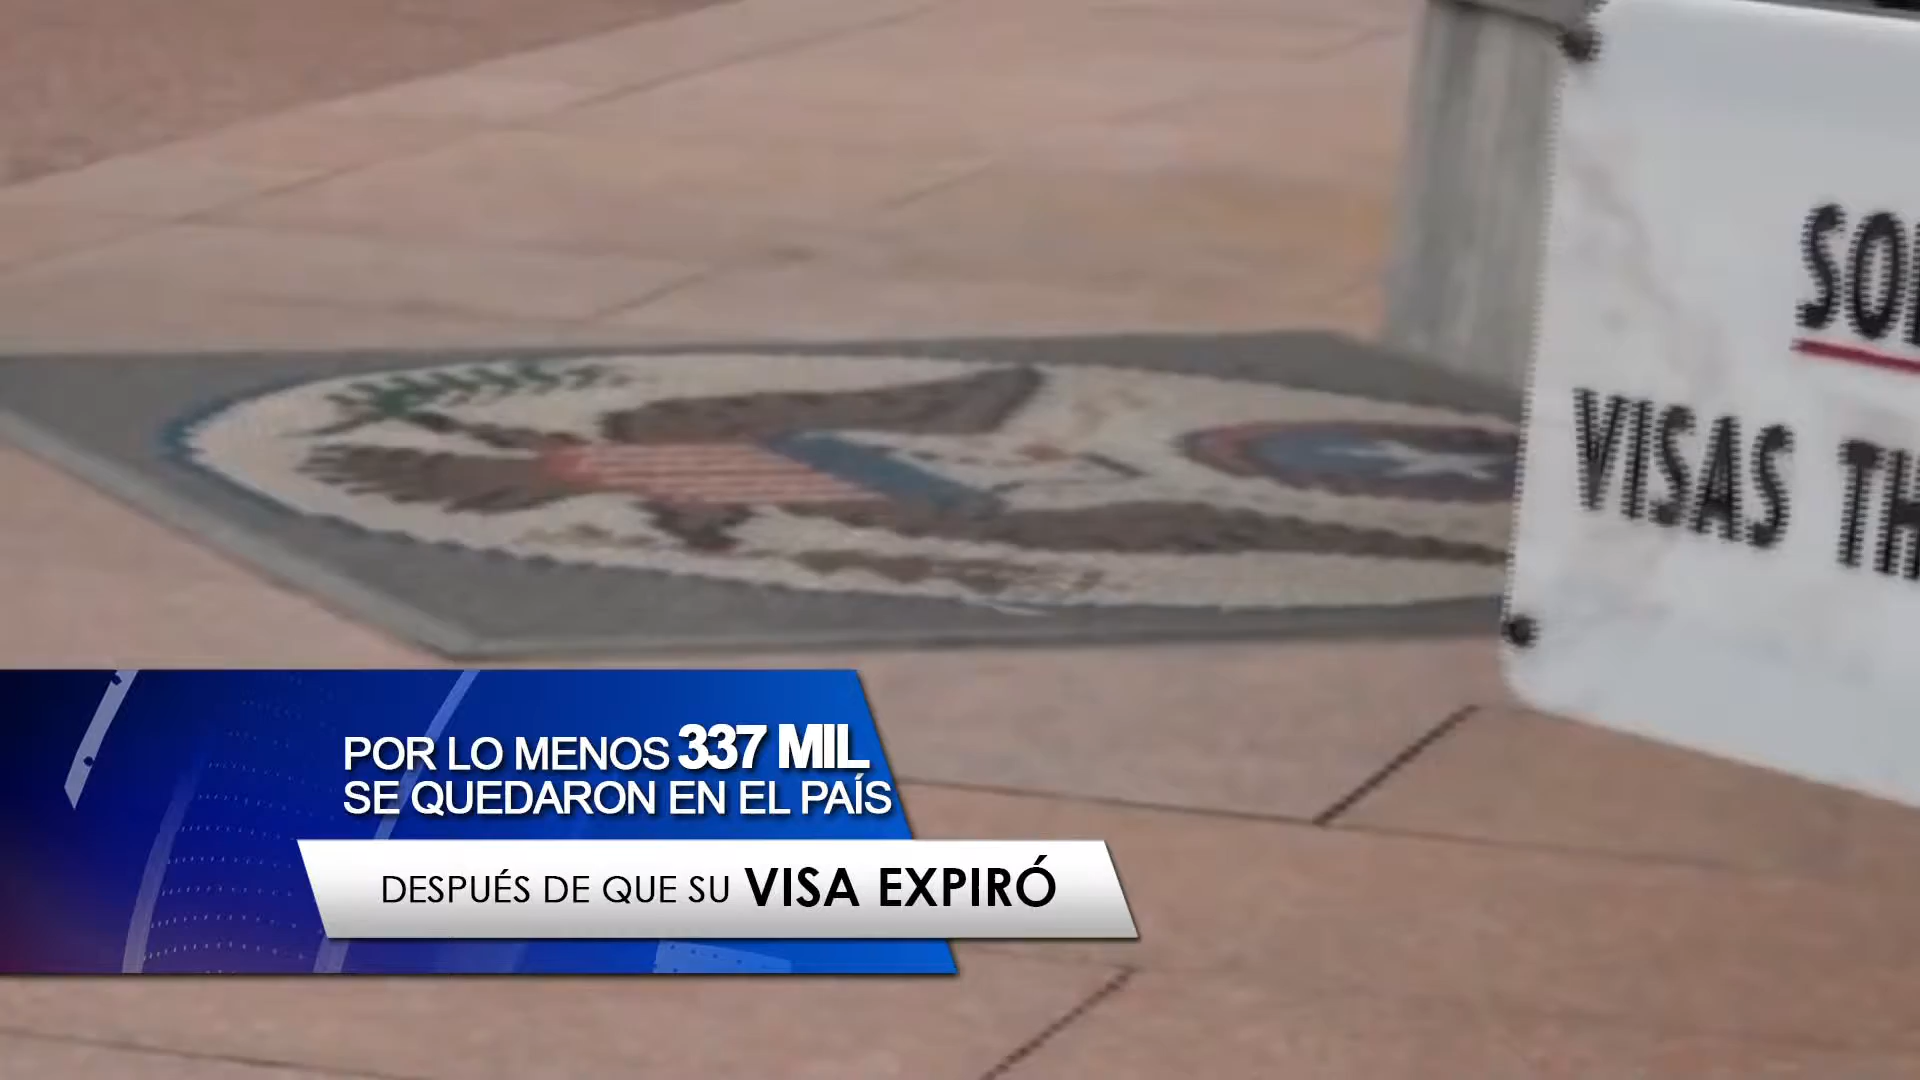 VISAS
POR LO MENOS 337 MIL
SE QUEDARON EN EL PAÍS
DESPUÉS DE QUE SU VISA EXPIRÓ